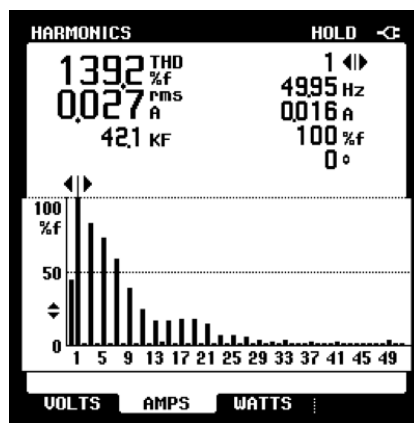 HARMONICS HOLD
139.2 THD %f 1
0.027 rms A 49.95 Hz
0.016 A
42.1 KF 100 %f
0 °
100
%f
50
0
1 5 9 13 17 21 25 29 33 37 41 45 49
VOLTS AMPS WATTS